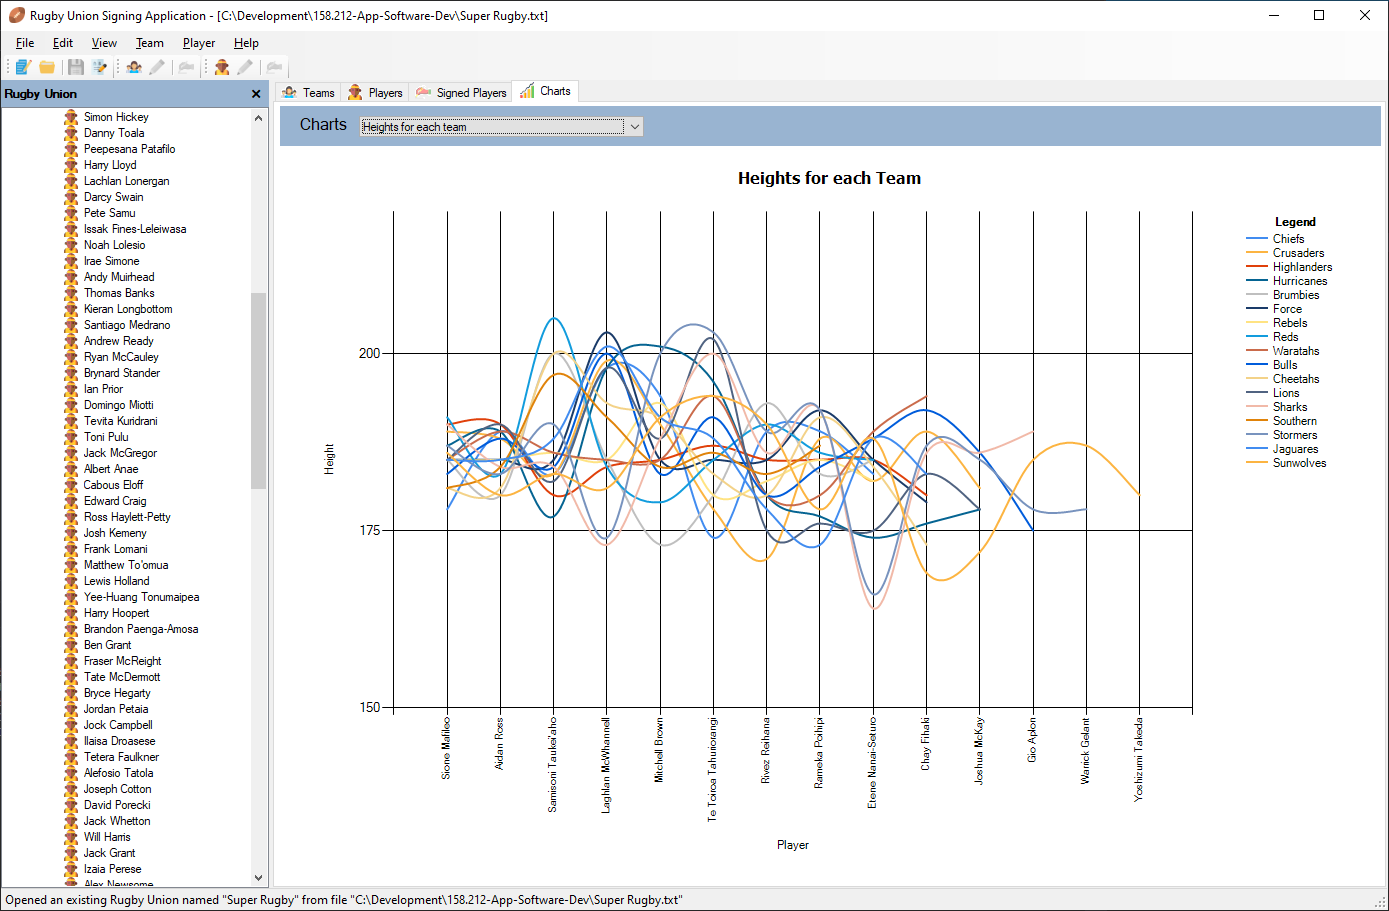 Rugby Union Signing Application - [C:\Development\158.212-App-Software-Dev\Super Rugby.txt]
File Edit View Team Player Help
Rugby Union
Simon Hickey
Danny Toala
Peepesana Patafilo
Harry Lloyd
Lachlan Lonergan
Darcy Swain
Pete Samu
Issak Fines-Leleiwasa
Noah Lolesio
Irae Simone
Andy Muirhead
Thomas Banks
Kieran Longbottom
Santiago Medrano
Andrew Ready
Ryan McCauley
Brynard Stander
Ian Prior
Domingo Miotti
Tevita Kuridrani
Toni Pulu
Jack McGregor
Albert Anae
Cabous Eloff
Edward Craig
Ross Haylett-Petty
Josh Kemeny
Frank Lomani
Matthew To'omua
Lewis Holland
Yee-Huang Tonumaipea
Harry Hoopert
Brandon Paenga-Amosa
Ben Grant
Fraser McReight
Tate McDermott
Bryce Hegarty
Jordan Petaia
Jock Campbell
Ilaisa Droasese
Tetera Faulkner
Alefosio Tatola
Joseph Cotton
David Porecki
Jack Whetton
Will Harris
Jack Grant
Izaia Perese
Alex Newsome
Teams Players Signed Players Charts
Charts Heights for each team
Heights for each Team
Legend
Chiefs
Crusaders
Highlanders
Hurricanes
Brumbies
Force
Rebels
Reds
Waratahs
Bulls
Cheetahs
Lions
Sharks
Southern
Stormers
Jaguares
Sunwolves
200
175
150
Height
Sione Mafileo
Aidan Ross
Samisoni Taukei'aho
Laghlan McWhannell
Mitchell Brown
Te Toiroa Tahuriorangi
Rivez Reihana
Rameka Poihipi
Etene Nanai-Seturo
Chay Fihaki
Joshua McKay
Gio Aplon
Warrick Gelant
Yoshizumi Takeda
Player
Opened an existing Rugby Union named "Super Rugby" from file "C:\Development\158.212-App-Software-Dev\Super Rugby.txt"